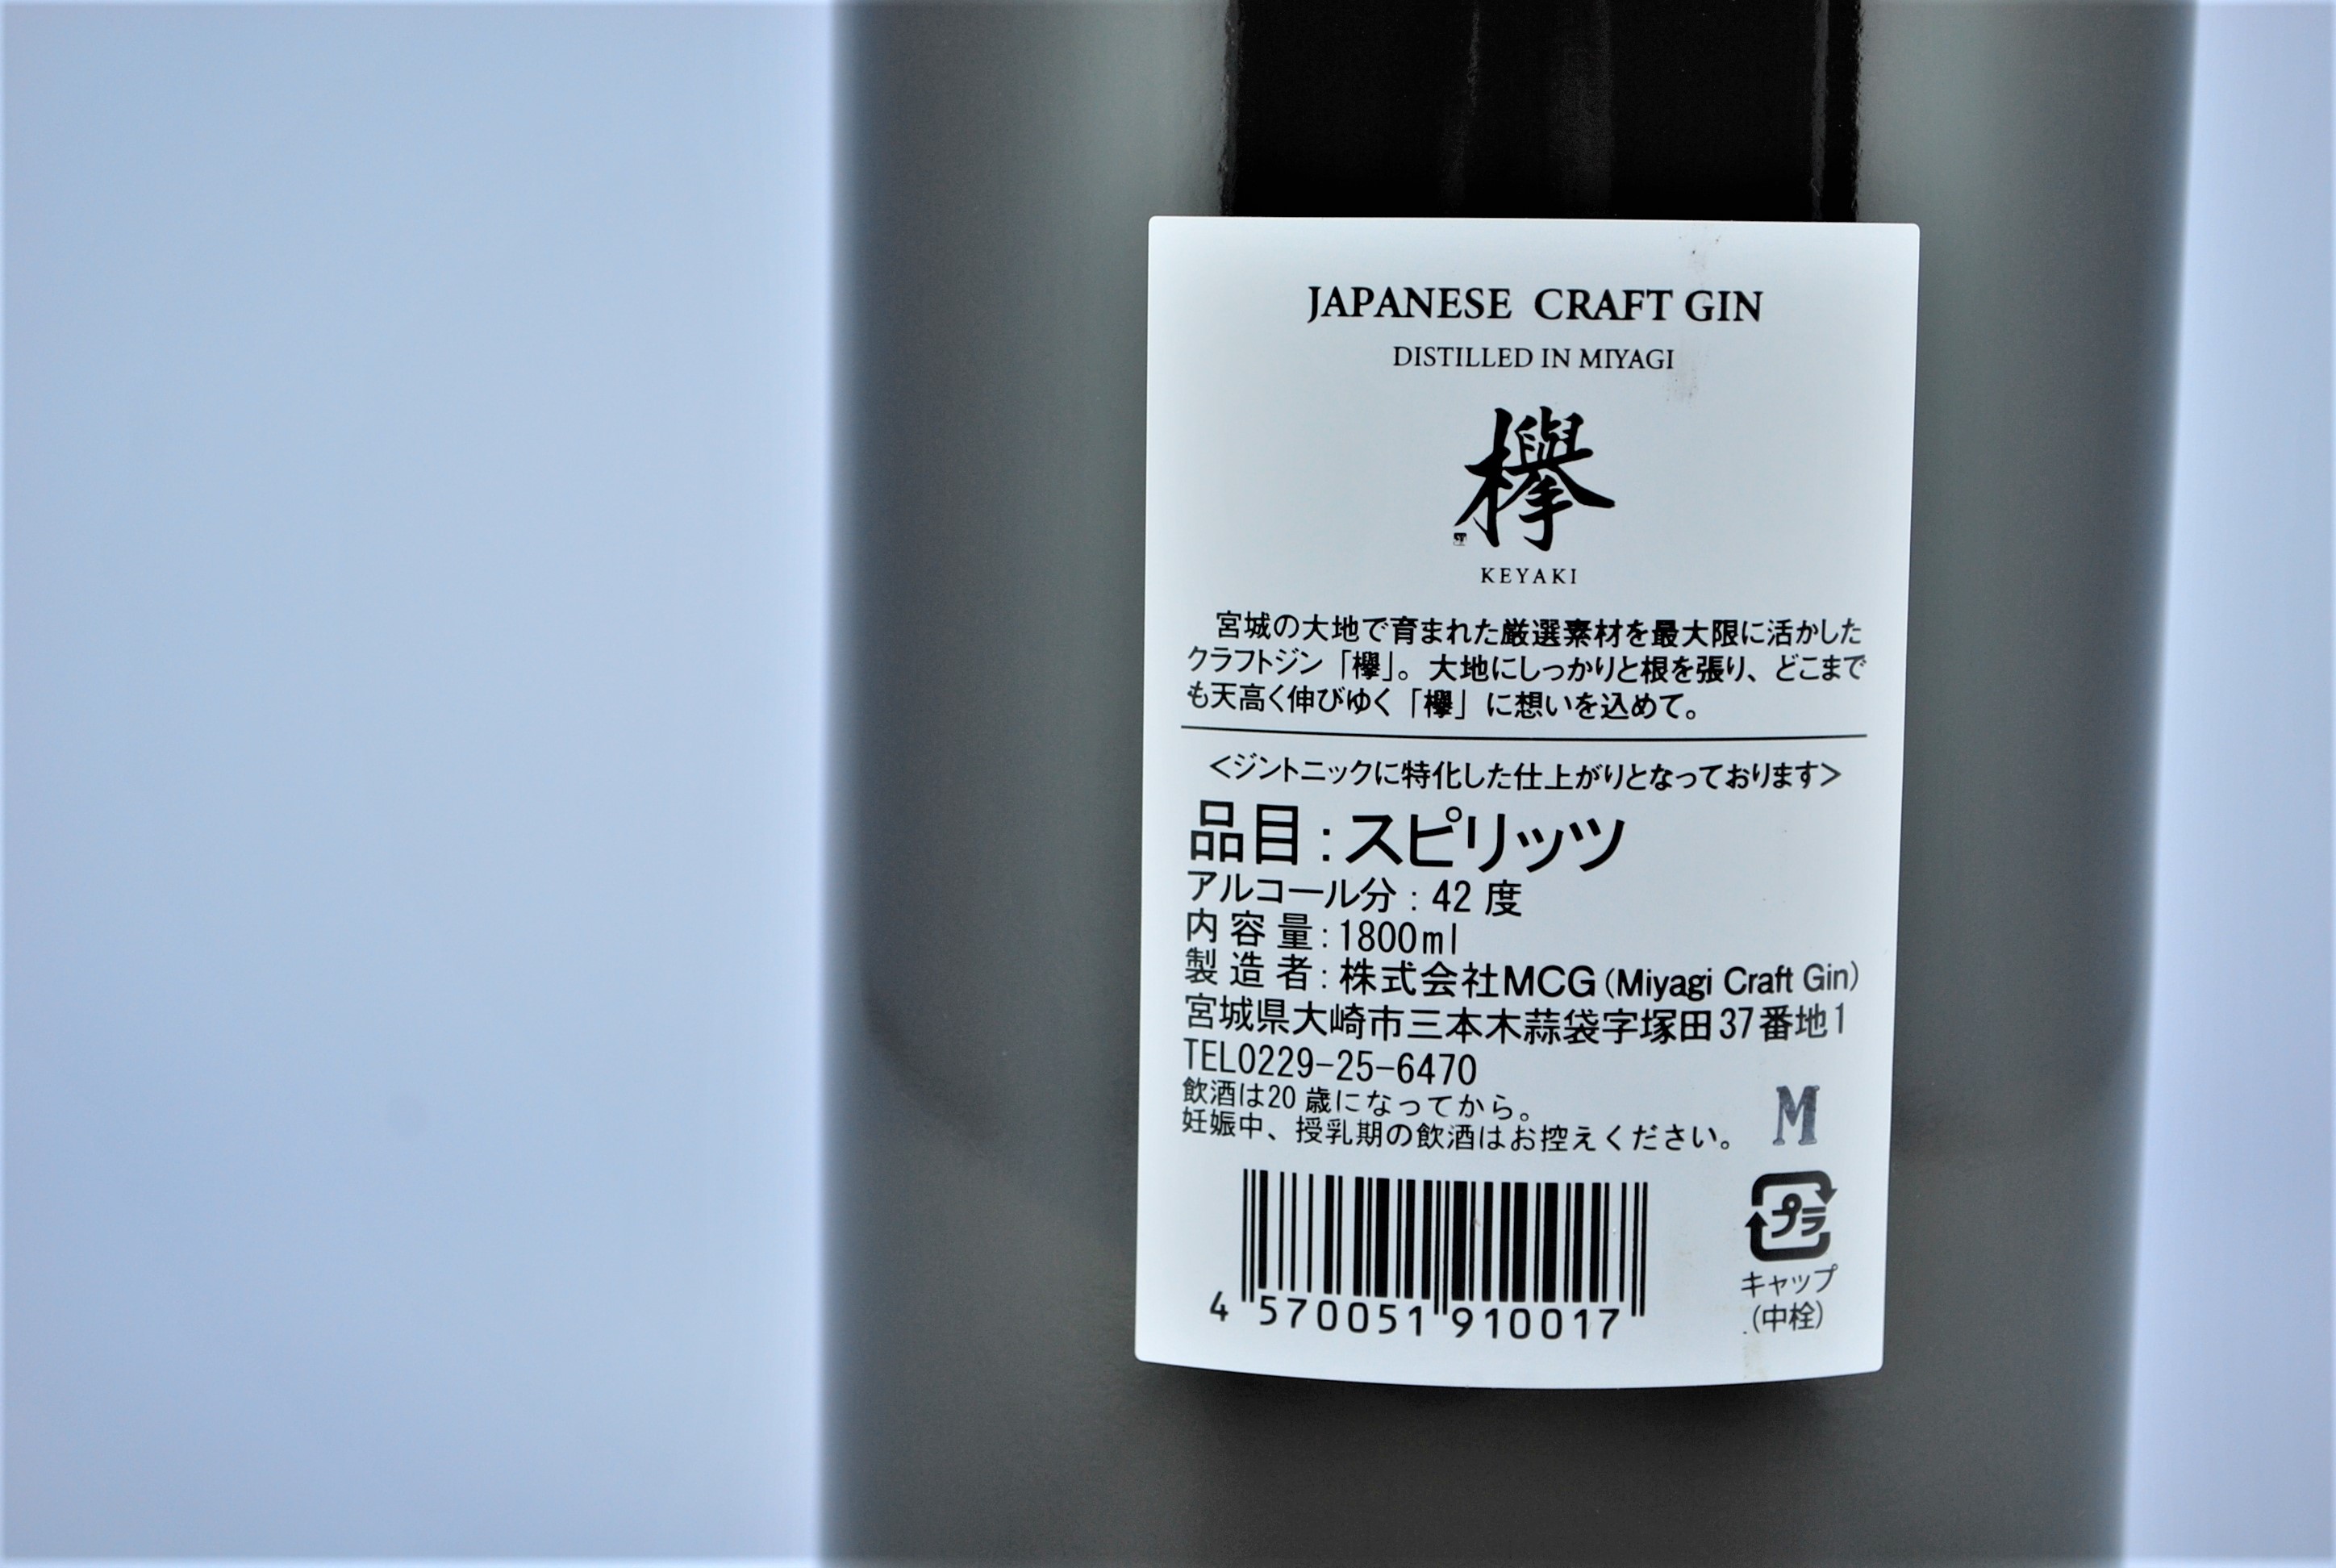 JAPANESE CRAFT GIN
DISTILLED IN MIYAGI
欅
KEYAKI
宮城の大地で育まれた厳選素材を最大限に活かした
クラフトジン「欅」。大地にしっかりと根を張り、どこまで
も天高く伸びゆく「欅」に想いを込めて。
<ジントニックに特化した仕上がりとなっております>
品目:スピリッツ
アルコール分:42度
内容量:1800ml
製造者:株式会社MCG(Miyagi Craft Gin)
宮城県大崎市三本木蒜袋字塚田37番地1
TEL0229-25-6470
飲酒は20歳になってから。
妊娠中、授乳期の飲酒はお控えください。
M
プラ
キャップ
(中栓)
4 570051 910017